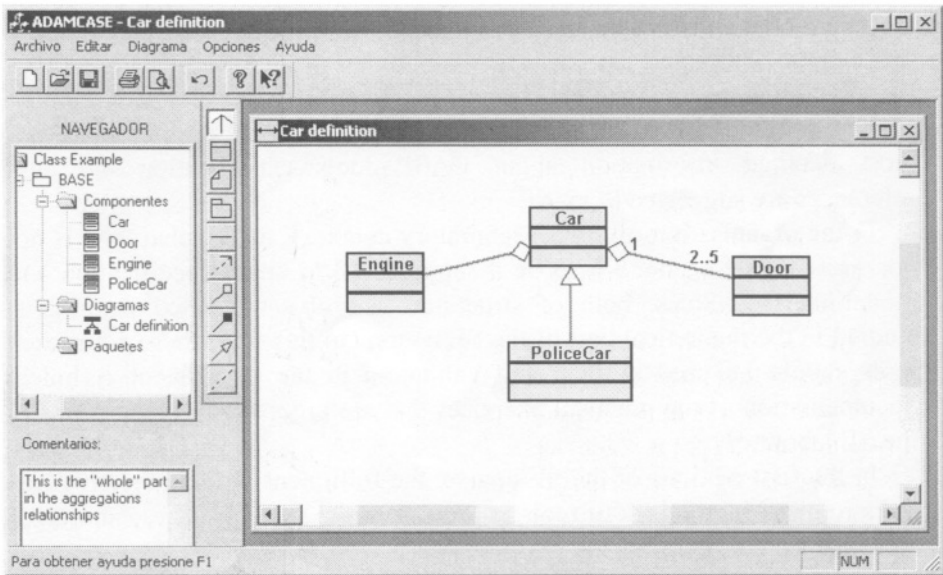 ADAMCASE - Car definition
Archivo Editar Diagrama Opciones Ayuda
NAVEGADOR
Class Example
BASE
Componentes
Car
Door
Engine
PoliceCar
Diagramas
Car definition
Paquetes
Comentarios:
This is the "whole" part
in the aggregations
relationships
Car definition
Car
1
2..5
Engine
Door
PoliceCar
Para obtener ayuda presione F1
NUM